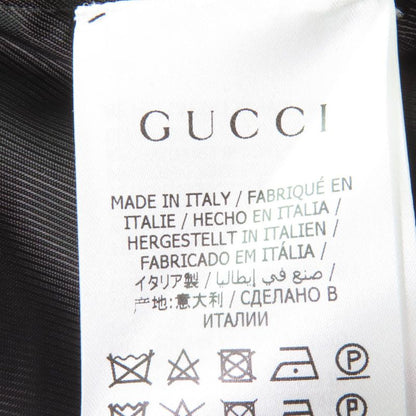 GUCCI
MADE IN ITALY / FABRIQUÉ EN
ITALIE / HECHO EN ITALIA /
HERGESTELLT IN ITALIEN /
FABRICADO EM ITÁLIA /
イタリア製 / صنع في إيطاليا /
产地:意大利 / СДЕЛАНО В
ИТАЛИИ
P